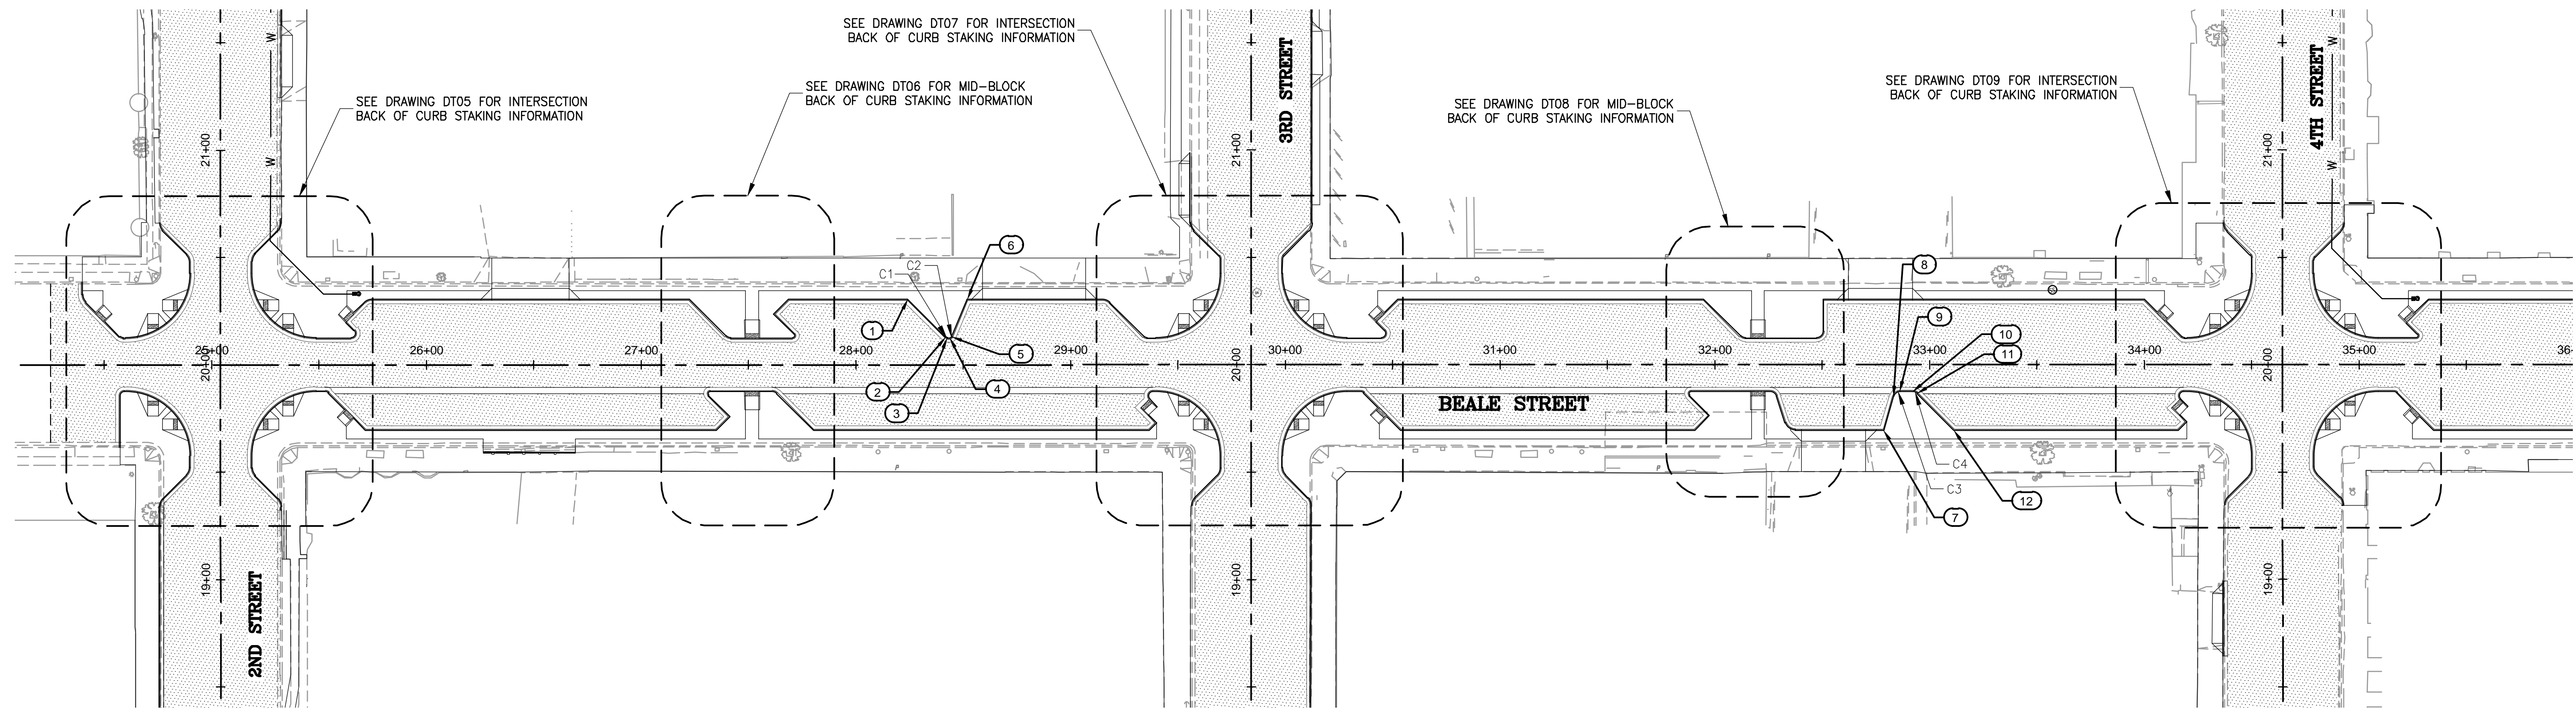 SEE DRAWING DT07 FOR INTERSECTION
BACK OF CURB STAKING INFORMATION
SEE DRAWING DT05 FOR INTERSECTION
BACK OF CURB STAKING INFORMATION
SEE DRAWING DT06 FOR MID-BLOCK
BACK OF CURB STAKING INFORMATION
SEE DRAWING DT08 FOR MID-BLOCK
BACK OF CURB STAKING INFORMATION
SEE DRAWING DT09 FOR INTERSECTION
BACK OF CURB STAKING INFORMATION
W
W
W
W
3RD STREET
4TH STREET
21+00
21+00
21+00
6
C2
C1
8
1
9
10
11
5
2
4
3
25+00
26+00
27+00
28+00
29+00
30+00
31+00
32+00
33+00
34+00
35+00
36
20+00
20+00
20+00
BEALE STREET
C4
C3
12
7
19+00
19+00
19+00
2ND STREET